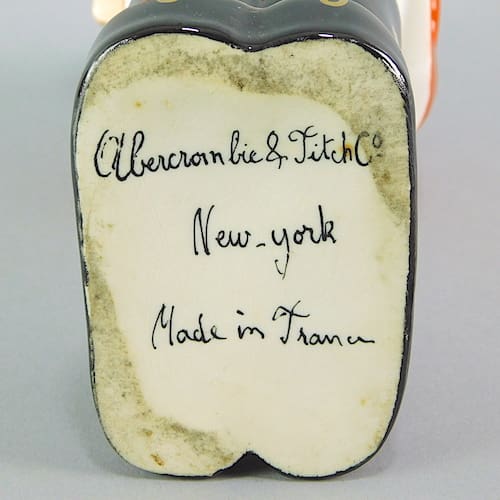 Abercrombie & Fitch Co
New-york
Made in France